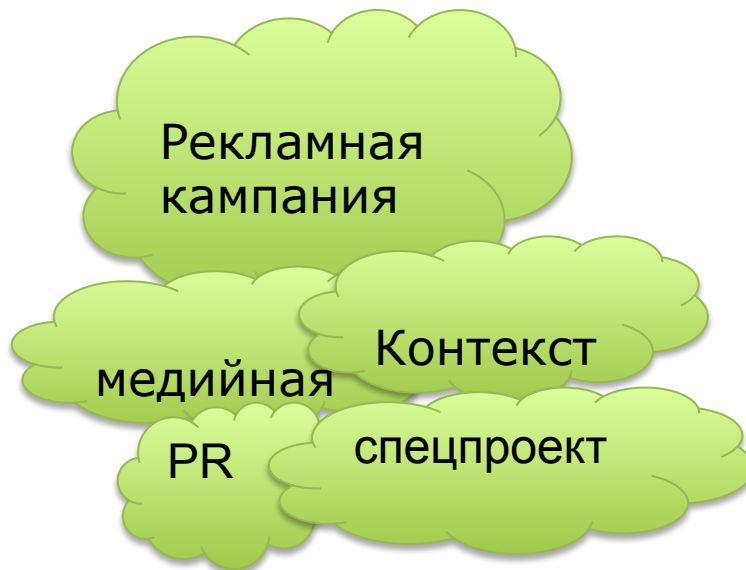 Рекламная
кампания
Контекст
медийная
PR
спецпроект